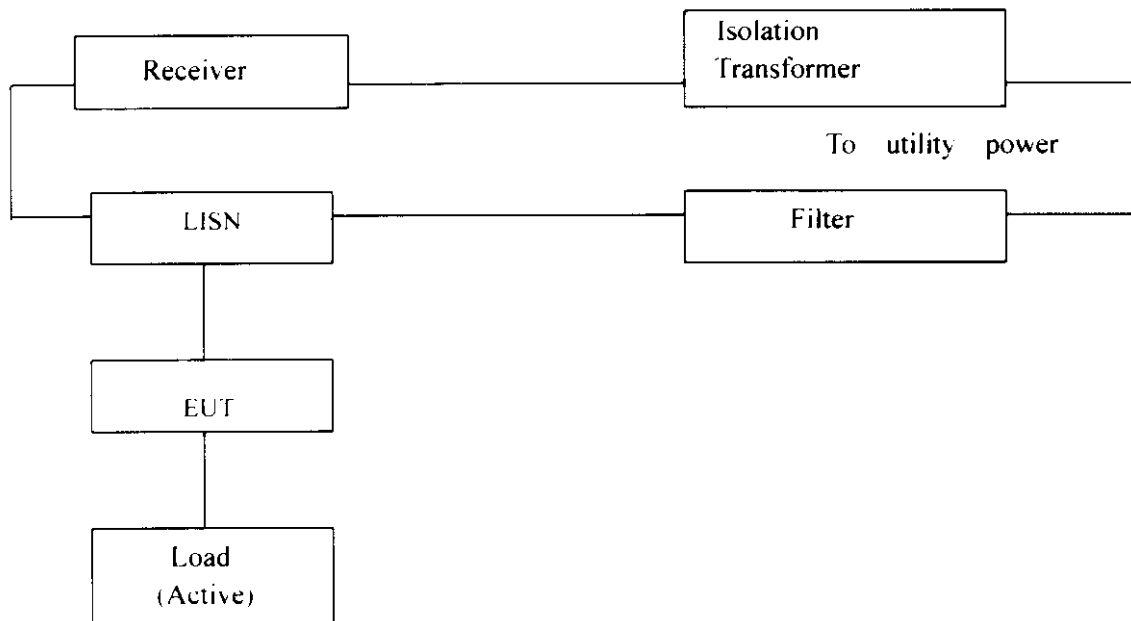 Receiver
Isolation
Transformer
To utility power
LISN
Filter
EUT
Load
(Active)